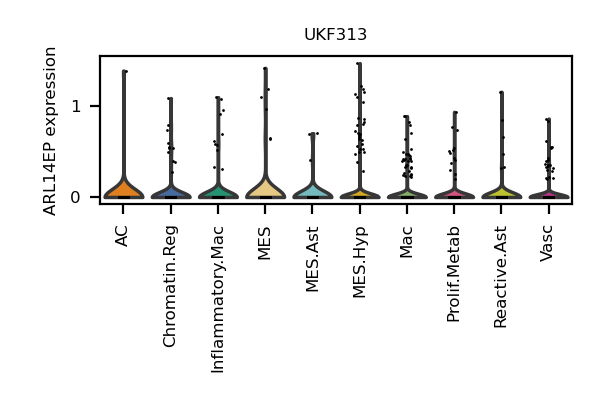 UKF313
ARL14EP expression
1
0
AC
Chromatin.Reg
Inflammatory.Mac
MES
MES.Ast
MES.Hyp
Mac
Prolif.Metab
Reactive.Ast
Vasc